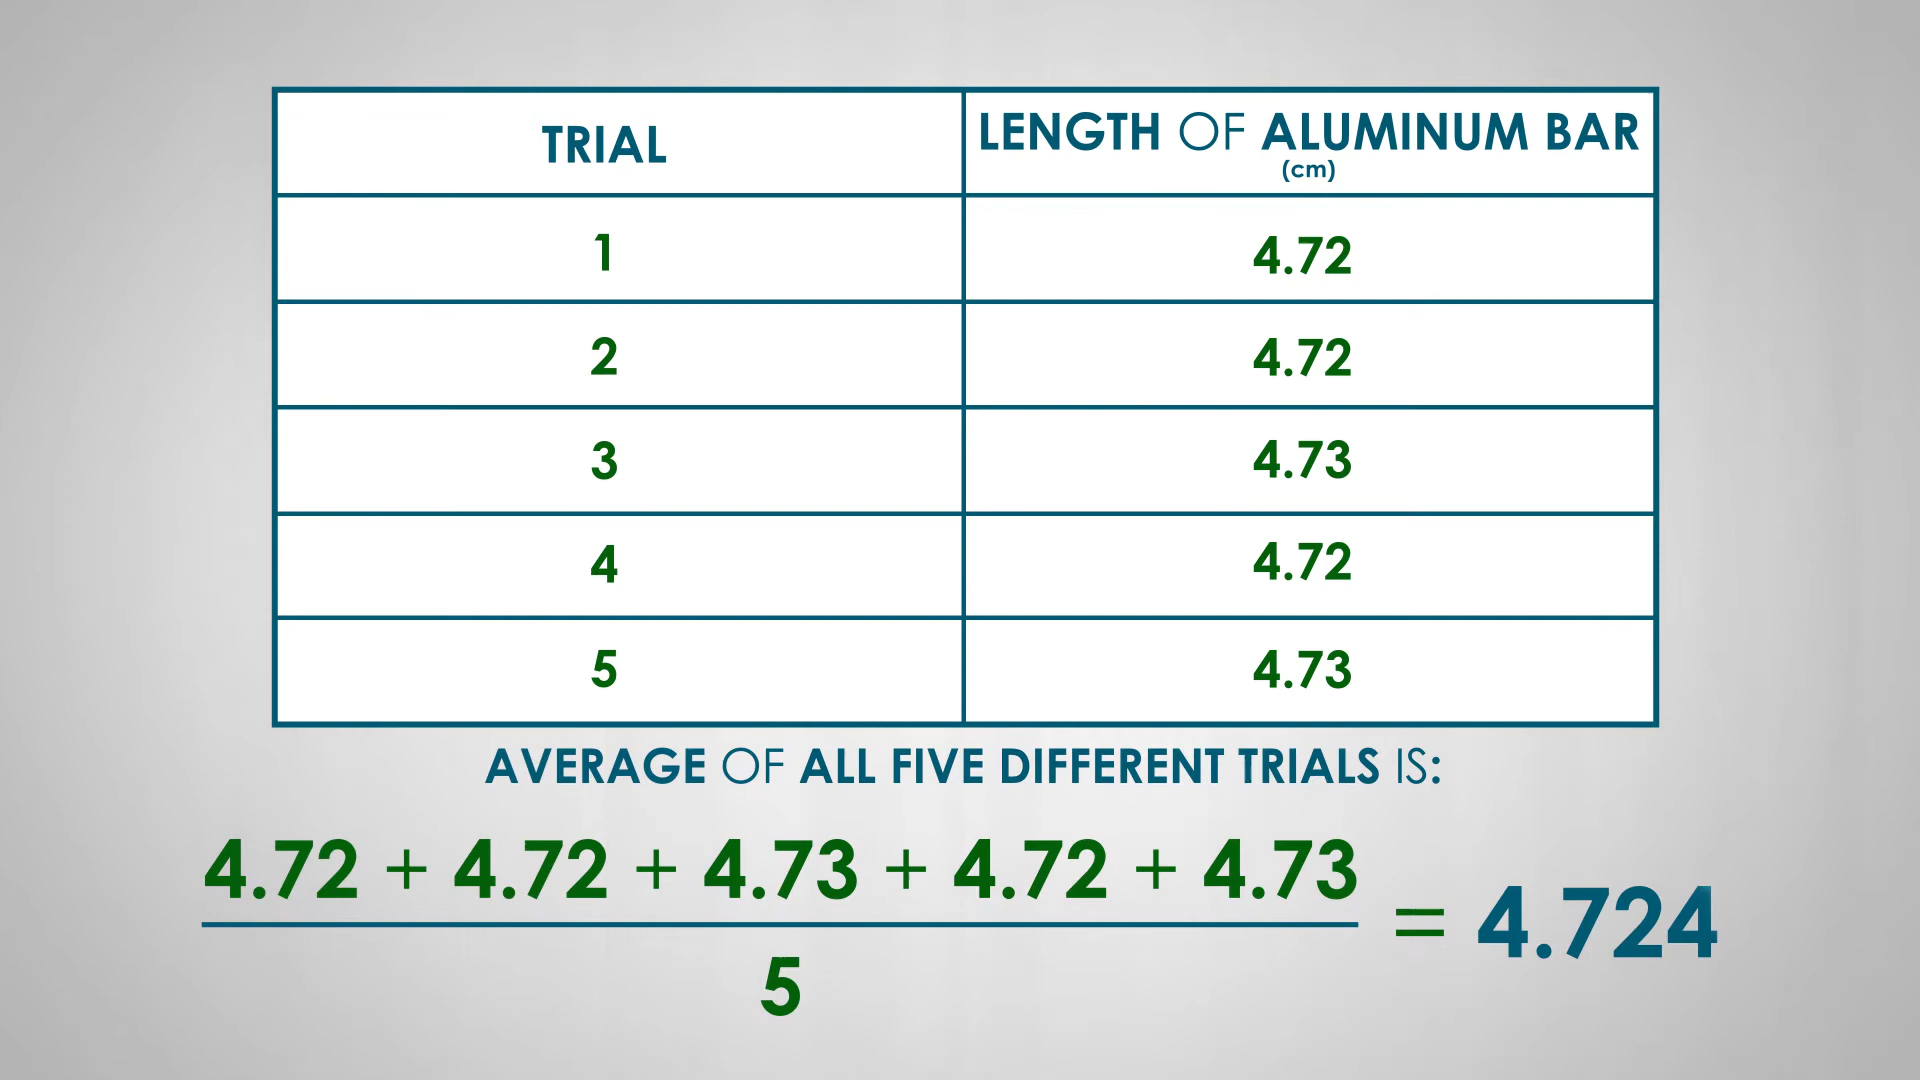 TRIAL LENGTH OF ALUMINUM BAR
(cm)
1 4.72
2 4.72
3 4.73
4 4.72
5 4.73
AVERAGE OF ALL FIVE DIFFERENT TRIALS IS:
4.72 + 4.72 + 4.73 + 4.72 + 4.73
= 4.724
5